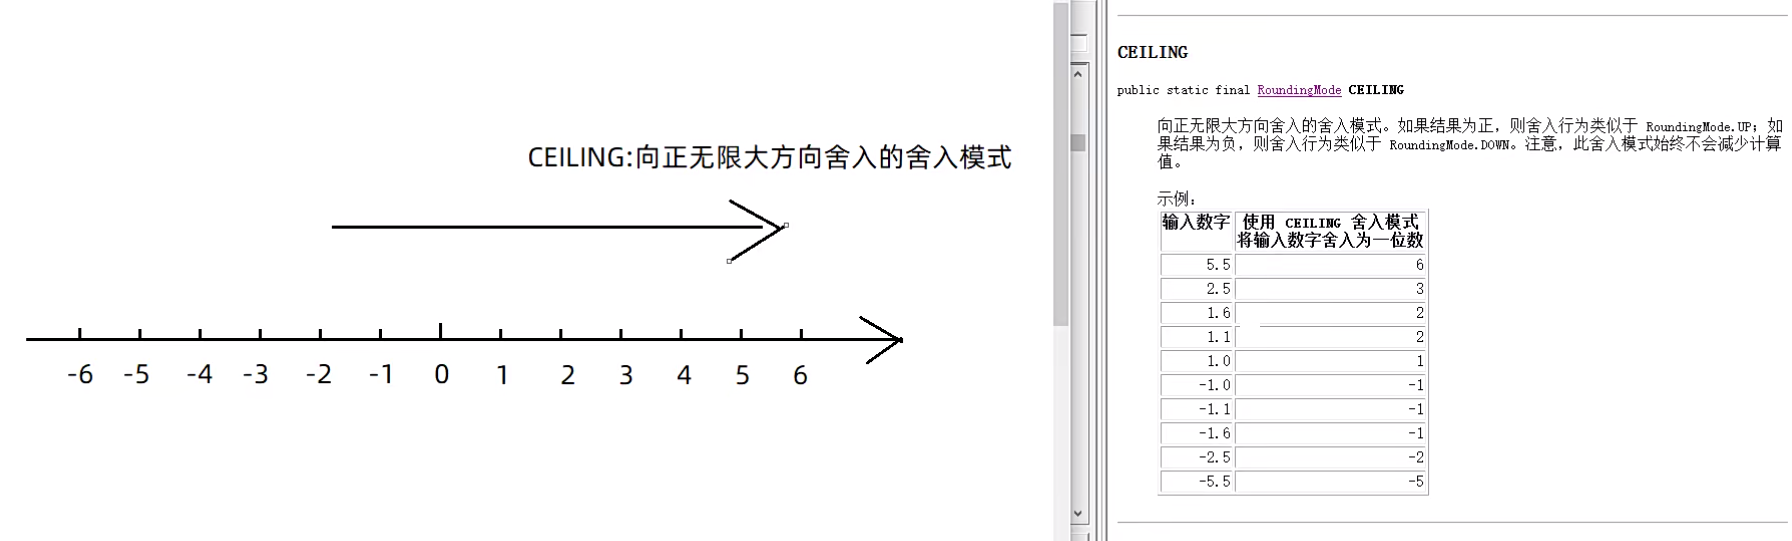 CEILING:向正无限大方向舍入的舍入模式
-6 -5 -4 -3 -2 -1 0 1 2 3 4 5 6
CEILING
public static final RoundingMode CEILING
向正无限大方向舍入的舍入模式。如果结果为正，则舍入行为类似于 RoundingMode.UP；如
果结果为负，则舍入行为类似于 RoundingMode.DOWN。注意，此舍入模式始终不会减少计算
值。
示例：
输入数字 使用 CEILING 舍入模式
将输入数字舍入为一位数
5.5 6
2.5 3
1.6 2
1.1 2
1.0 1
-1.0 -1
-1.1 -1
-1.6 -1
-2.5 -2
-5.5 -5